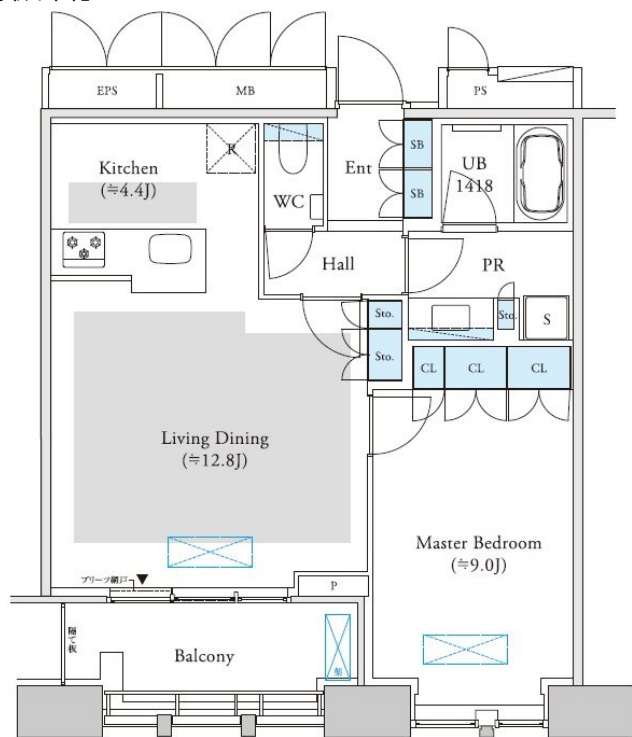 EPS
MB
PS
Kitchen
(≒4.4J)
R
WC
Ent
SB
SB
UB
1418
Hall
PR
Sto.
Sto.
Sto.
S
CL
CL
CL
Living Dining
(≒12.8J)
Master Bedroom
(≒9.0J)
プリーツ網戸
P
隔て板
Balcony